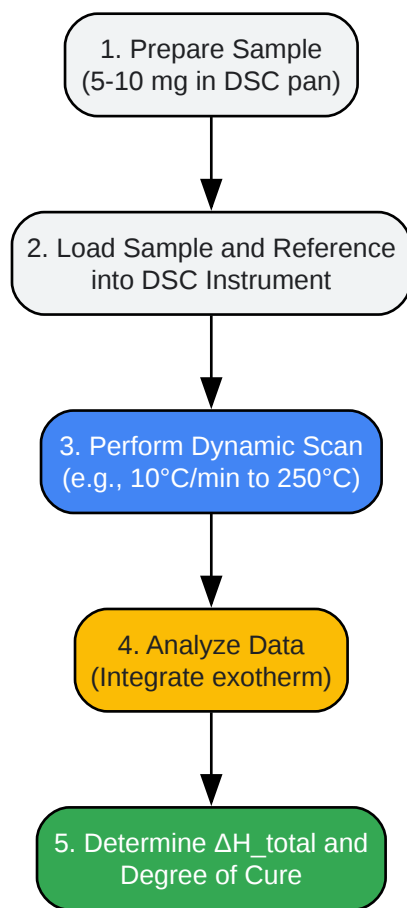 1. Prepare Sample
(5-10 mg in DSC pan)
2. Load Sample and Reference
into DSC Instrument
3. Perform Dynamic Scan
(e.g., 10°C/min to 250°C)
4. Analyze Data
(Integrate exotherm)
5. Determine ΔH_total and
Degree of Cure